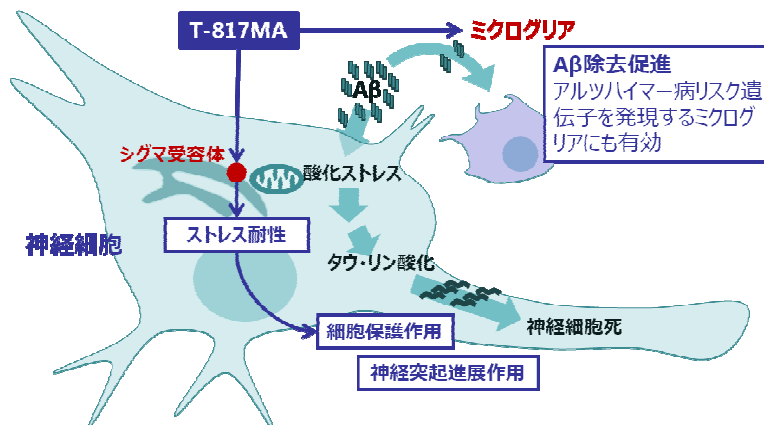 T-817MA
ミクログリア
Aβ
Aβ除去促進
アルツハイマー病リスク遺
伝子を発現するミクログ
リアにも有効
シグマ受容体
酸化ストレス
ストレス耐性
神経細胞
タウ・リン酸化
細胞保護作用
神経細胞死
神経突起進展作用